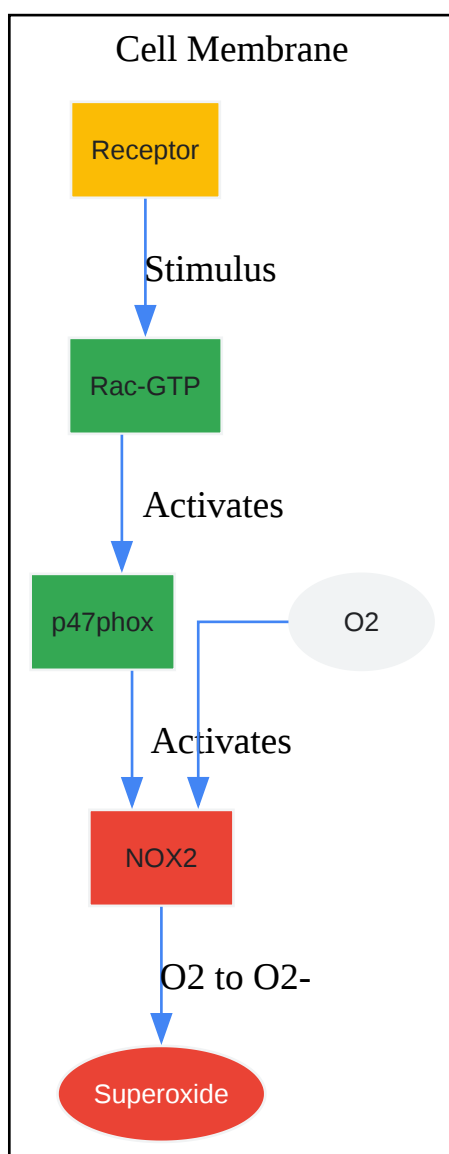 Cell Membrane
Receptor
Stimulus
Rac-GTP
Activates
p47phox
O2
Activates
NOX2
O2 to O2-
Superoxide